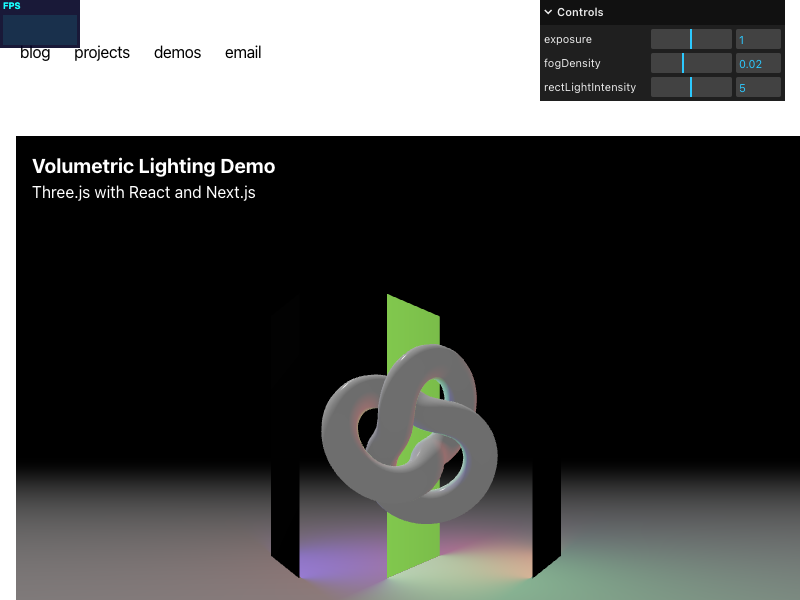 FPS
blog projects demos email
Controls
exposure 1
fogDensity 0.02
rectLightIntensity 5
Volumetric Lighting Demo
Three.js with React and Next.js